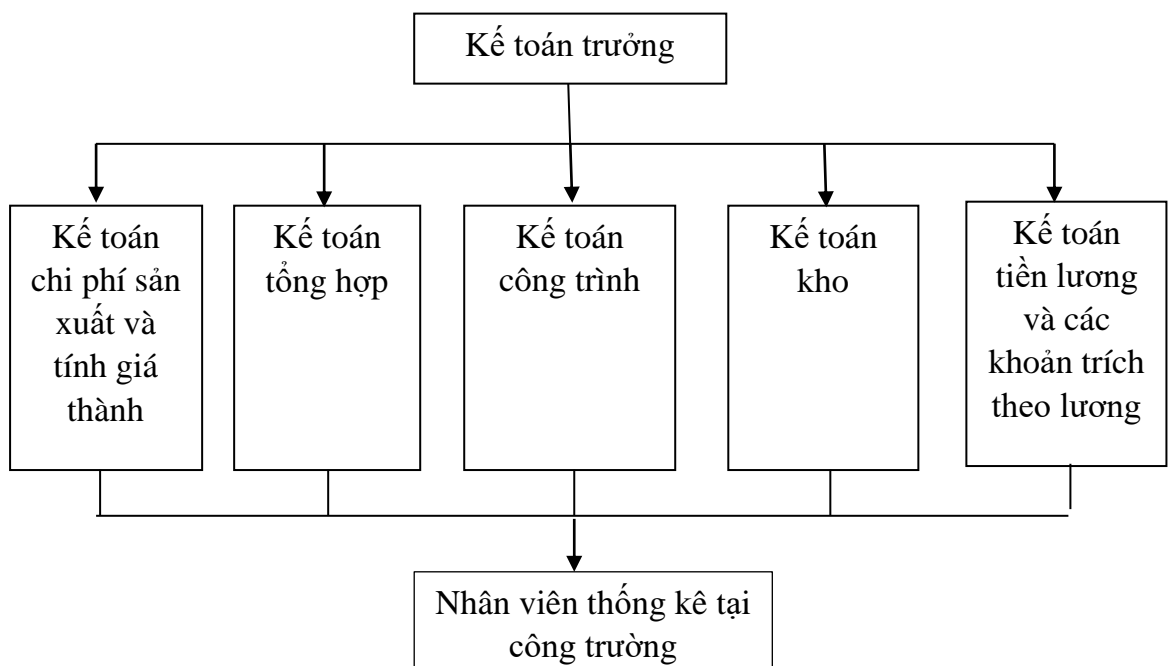 Kế toán trưởng
Kế toán
chi phí sản
xuất và
tính giá
thành
Kế toán
tổng hợp
Kế toán
công trình
Kế toán
kho
Kế toán
tiền lương
và các
khoản trích
theo lương
Nhân viên thống kê tại
công trường